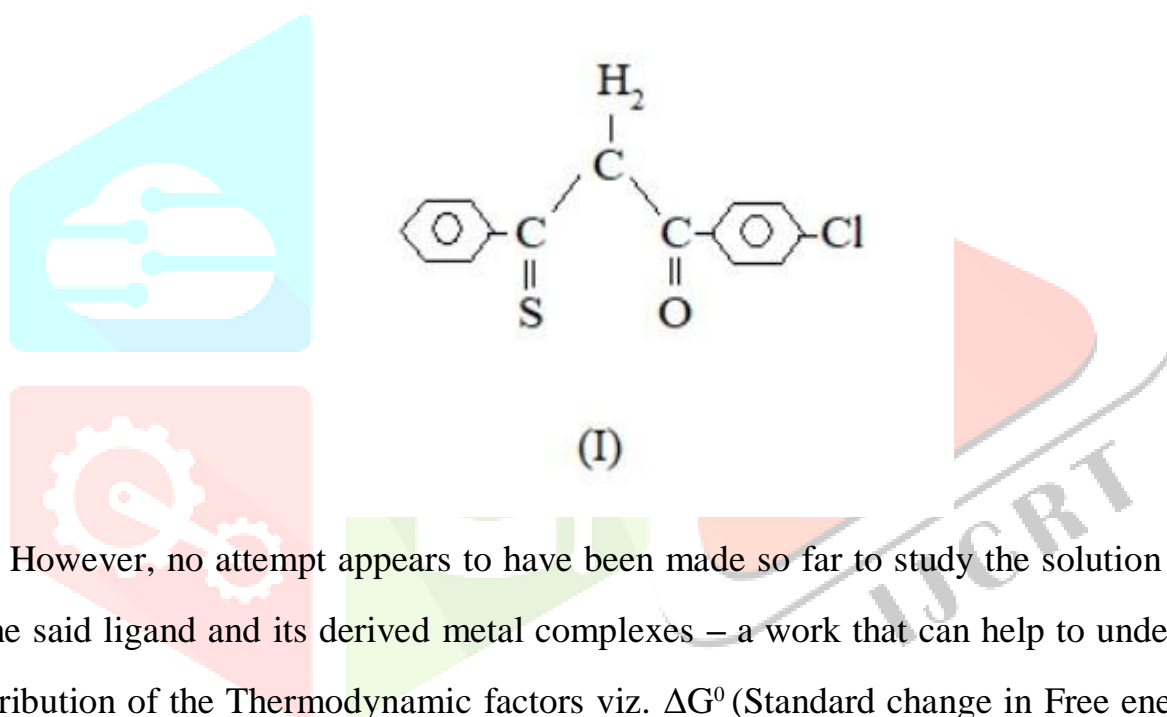 H₂
C
C C Cl
S O
(I)
However, no attempt appears to have been made so far to study the solution
he said ligand and its derived metal complexes – a work that can help to unde
ribution of the Thermodynamic factors viz. ΔG⁰ (Standard change in Free ene
IJCRT